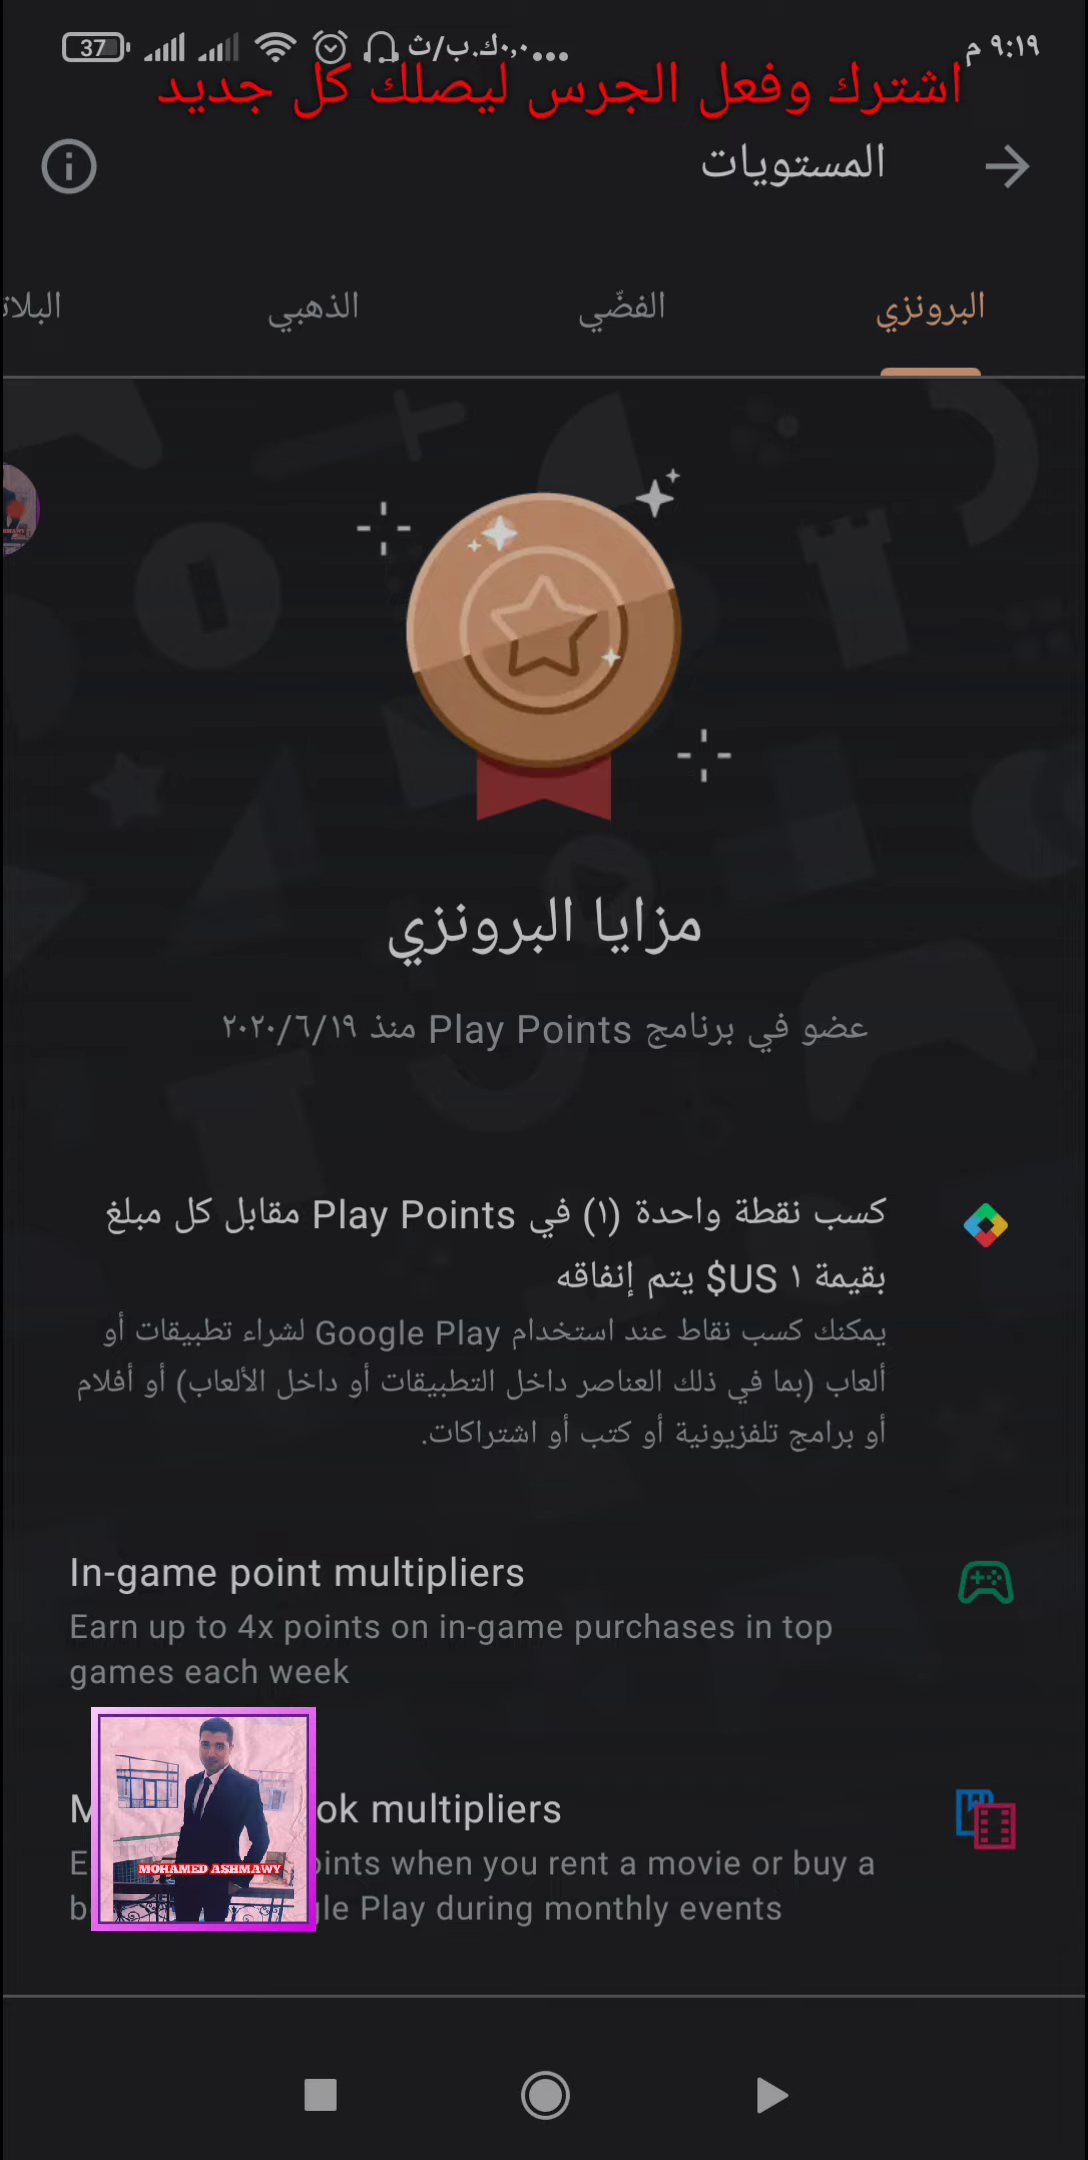 37
٠,٠ك.ب/ث...
٩:١٩ م
اشترك وفعل الجرس ليصلك كل جديد
المستويات
البرونزي
الفضّي
الذهبي
مزايا البرونزي
عضو في برنامج Play Points منذ ٢٠٢٠/٦/١٩
كسب نقطة واحدة (١) في Play Points مقابل كل مبلغ
بقيمة ١ US$ يتم إنفاقه
يمكنك كسب نقاط عند استخدام Google Play لشراء تطبيقات أو
ألعاب (بما في ذلك العناصر داخل التطبيقات أو داخل الألعاب) أو أفلام
أو برامج تلفزيونية أو كتب أو اشتراكات.
In-game point multipliers
Earn up to 4x points on in-game purchases in top
games each week
multipliers
when you rent a movie or buy a
Play during monthly events
MOHAMED ASHMAWY